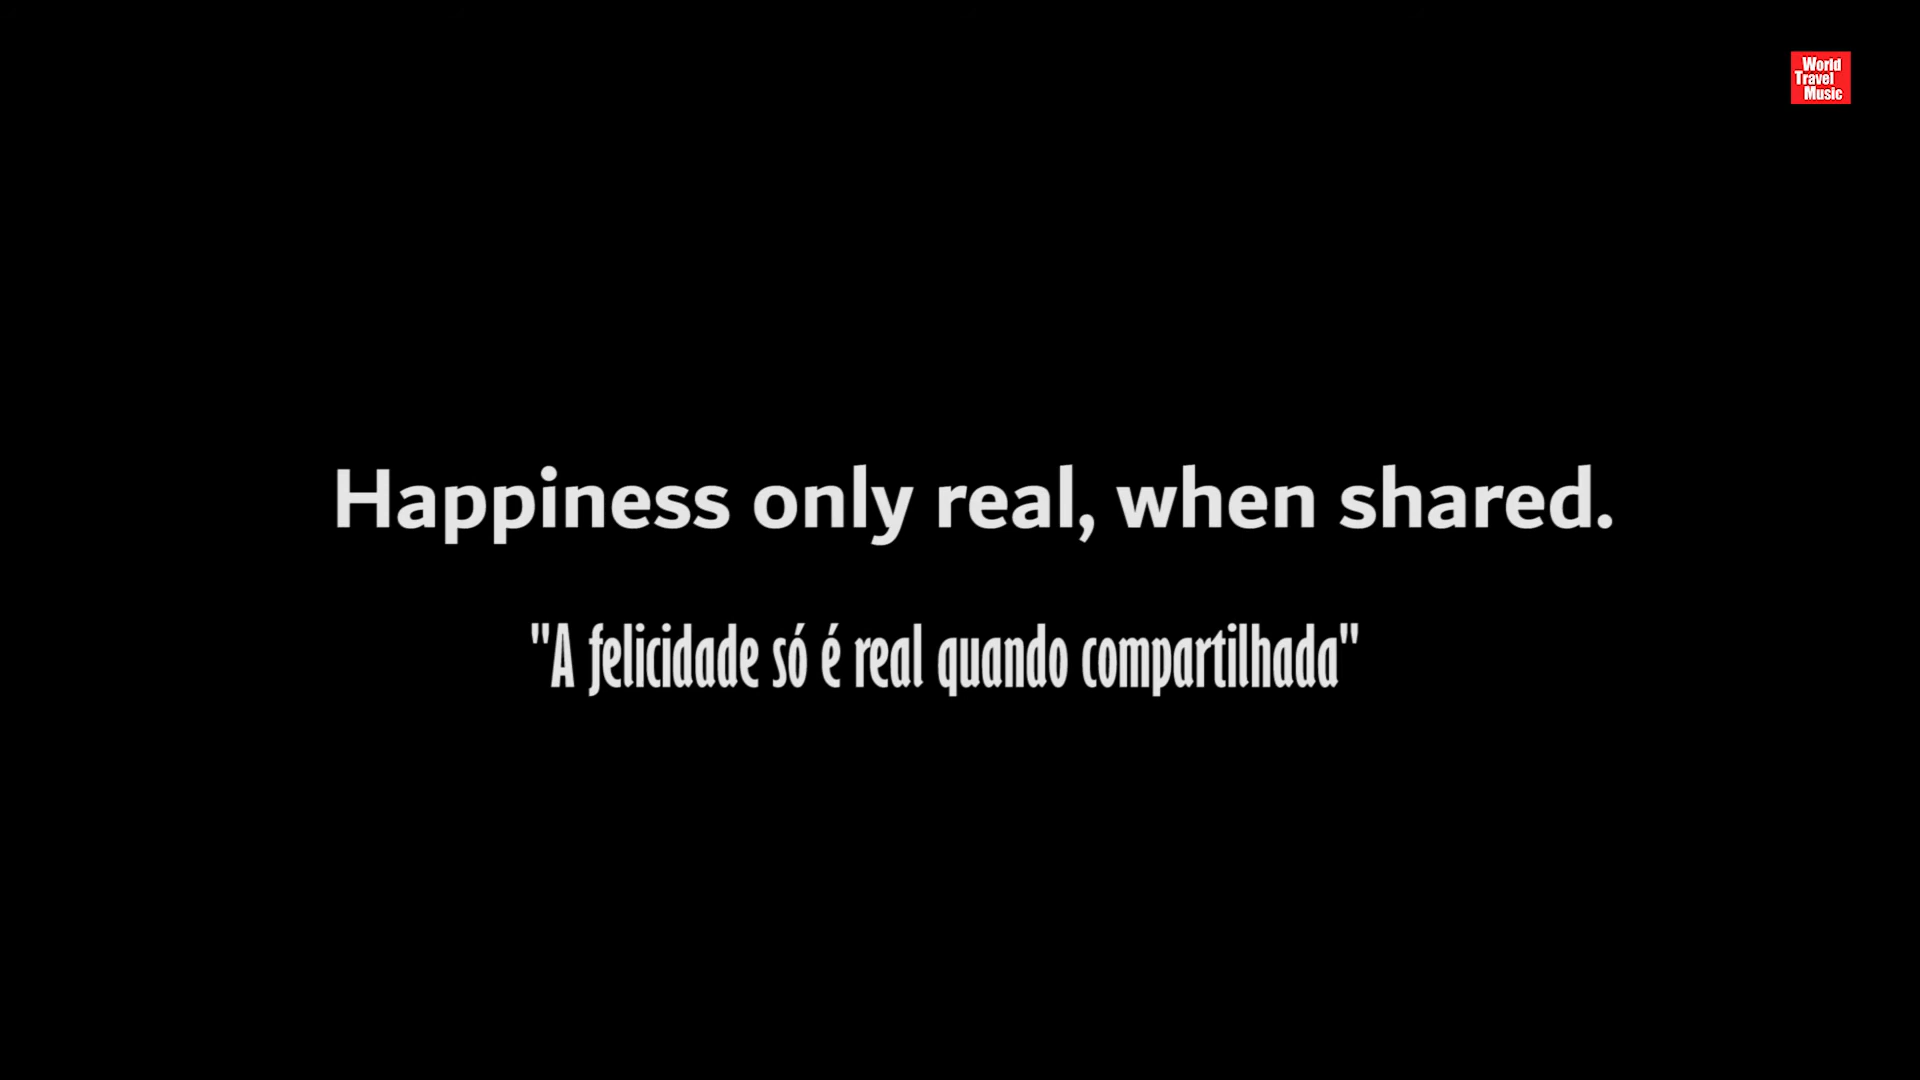 World
Travel
Music
Happiness only real, when shared.
"A felicidade só é real quando compartilhada"